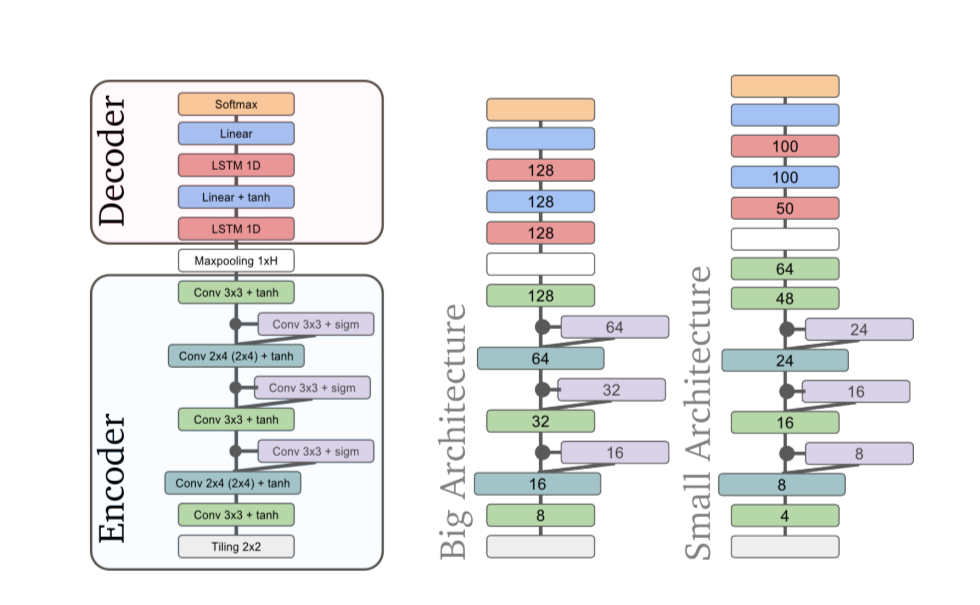 Decoder
Softmax
Linear
LSTM 1D
Linear + tanh
LSTM 1D
Maxpooling 1xH
Encoder
Conv 3x3 + tanh
Conv 3x3 + sigm
Conv 2x4 (2x4) + tanh
Conv 3x3 + sigm
Conv 3x3 + tanh
Conv 3x3 + sigm
Conv 2x4 (2x4) + tanh
Conv 3x3 + tanh
Tiling 2x2
Big Architecture
128
128
128
128
64
64
32
32
16
16
8
Small Architecture
100
100
50
64
48
24
24
16
16
8
8
4